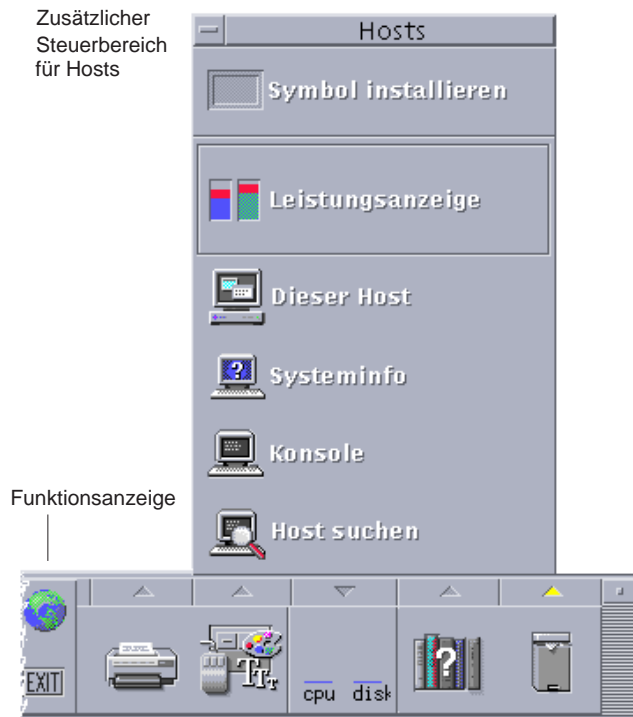 Zusätzlicher
Steuerbereich
für Hosts
Hosts
Symbol installieren
Leistungsanzeige
Dieser Host
Systeminfo
Konsole
Host suchen
Funktionsanzeige
EXIT
cpu disk